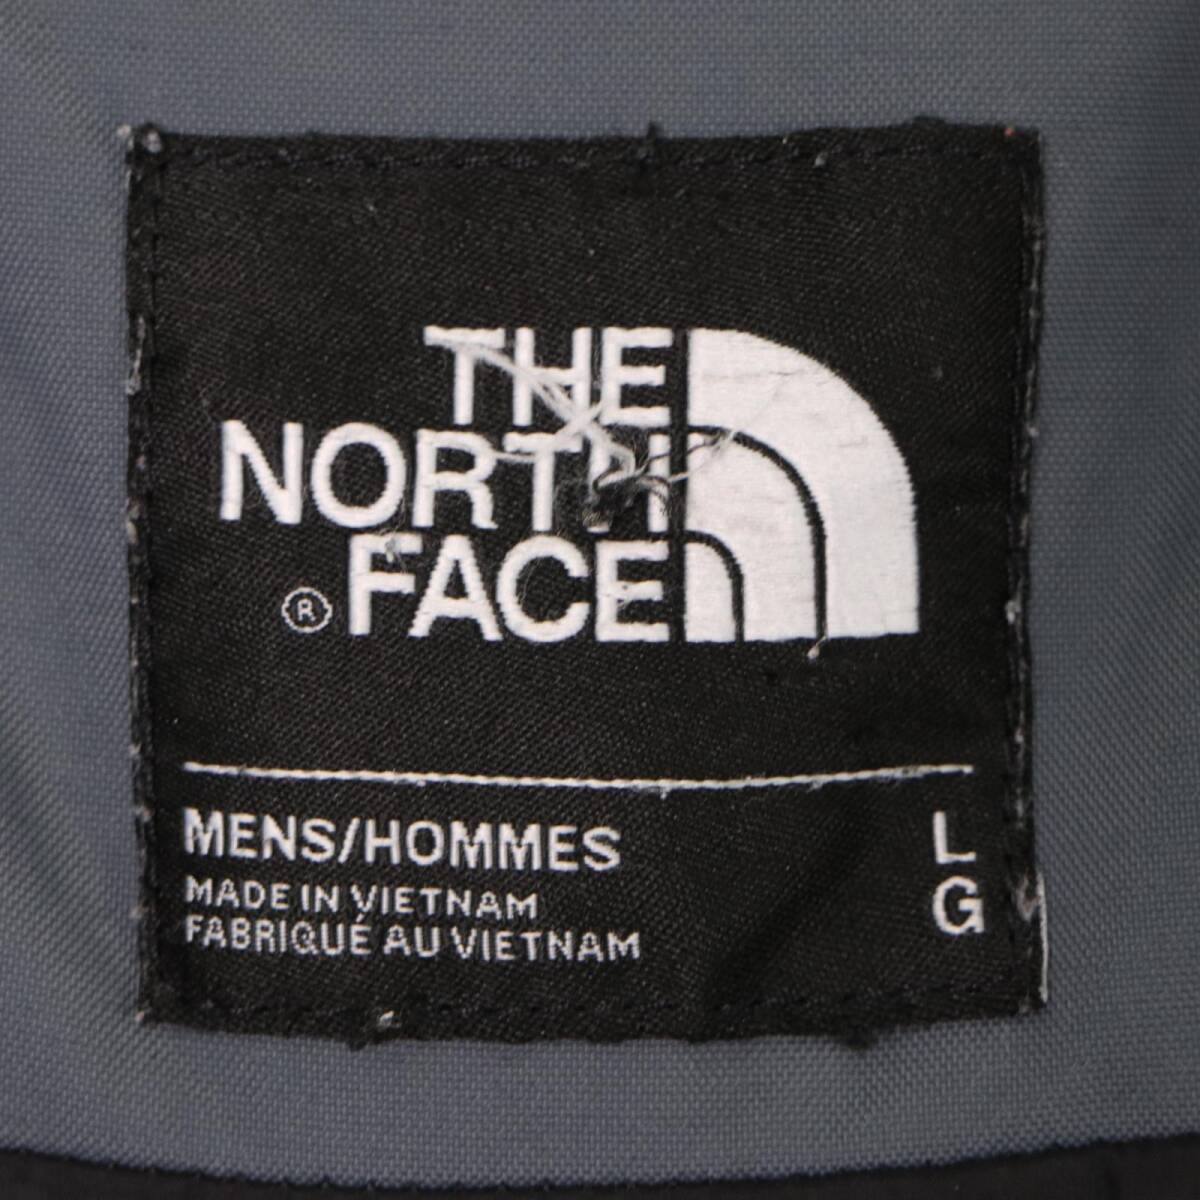 THE
NORTH
FACE
®
MENS/HOMMES L
MADE IN VIETNAM G
FABRIQUÉ AU VIETNAM